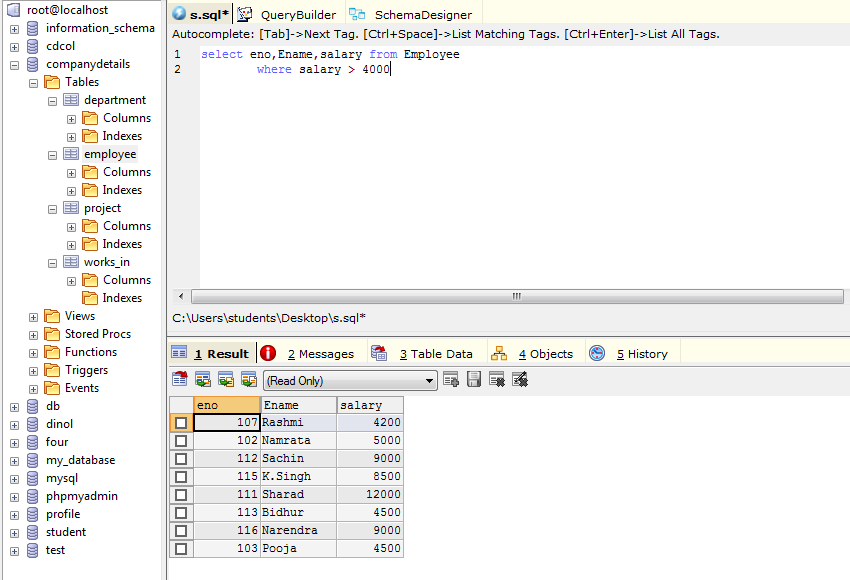 root@localhost
information_schema
cdcol
companydetails
Tables
department
Columns
Indexes
employee
Columns
Indexes
project
Columns
Indexes
works_in
Columns
Indexes
Views
Stored Procs
Functions
Triggers
Events
db
dinol
four
my_database
mysql
phpmyadmin
profile
student
test
s.sql* QueryBuilder SchemaDesigner
Autocomplete: [Tab]->Next Tag. [Ctrl+Space]->List Matching Tags. [Ctrl+Enter]->List All Tags.
1 select eno,Ename,salary from Employee
2 where salary > 4000
C:\Users\students\Desktop\s.sql*
1 Result 2 Messages 3 Table Data 4 Objects 5 History
(Read Only)
eno Ename salary
107 Rashmi 4200
102 Namrata 5000
112 Sachin 9000
115 K.Singh 8500
111 Sharad 12000
113 Bidhur 4500
116 Narendra 9000
103 Pooja 4500